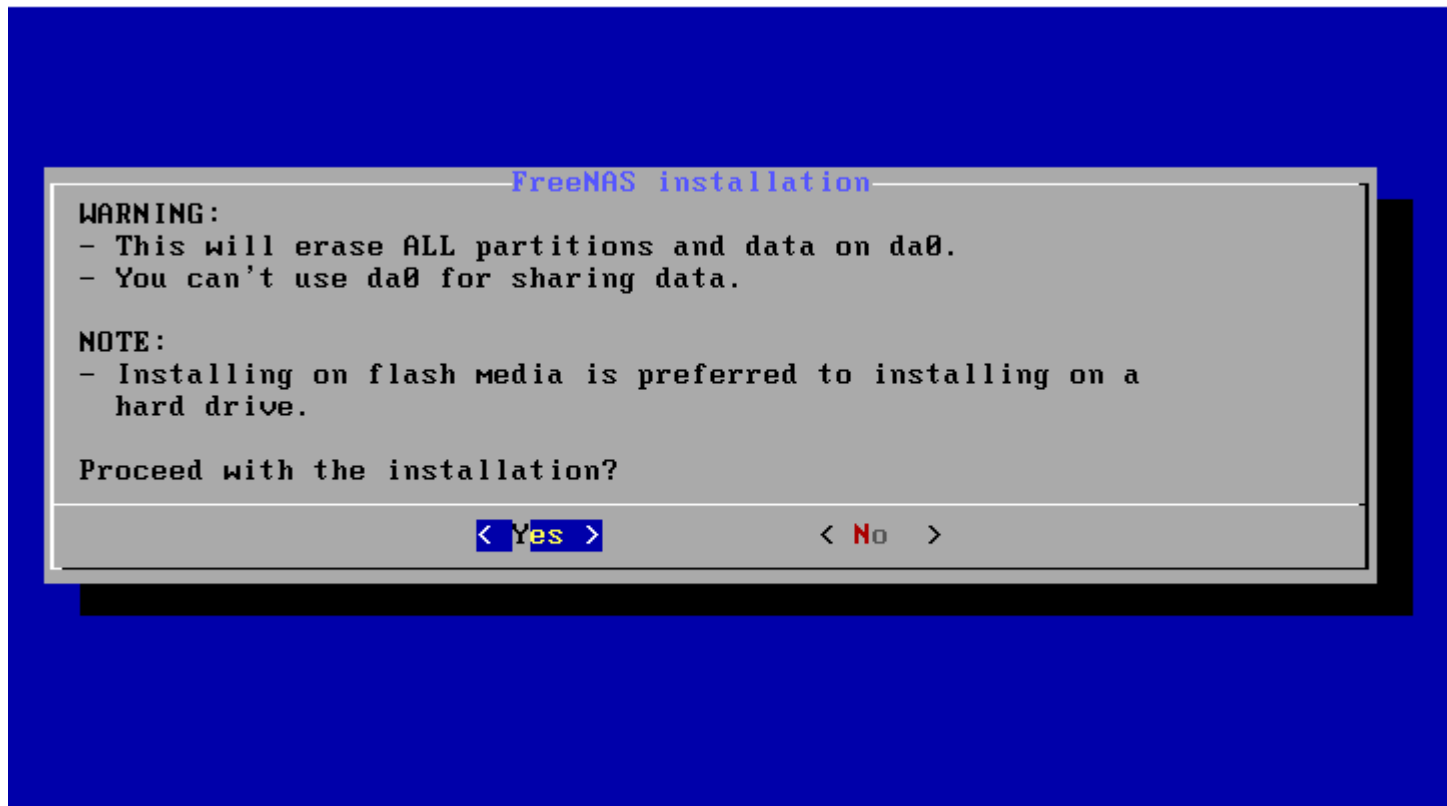 FreeNAS installation
WARNING:
- This will erase ALL partitions and data on da0.
- You can't use da0 for sharing data.
NOTE:
- Installing on flash media is preferred to installing on a
hard drive.
Proceed with the installation?
< Yes > < No >